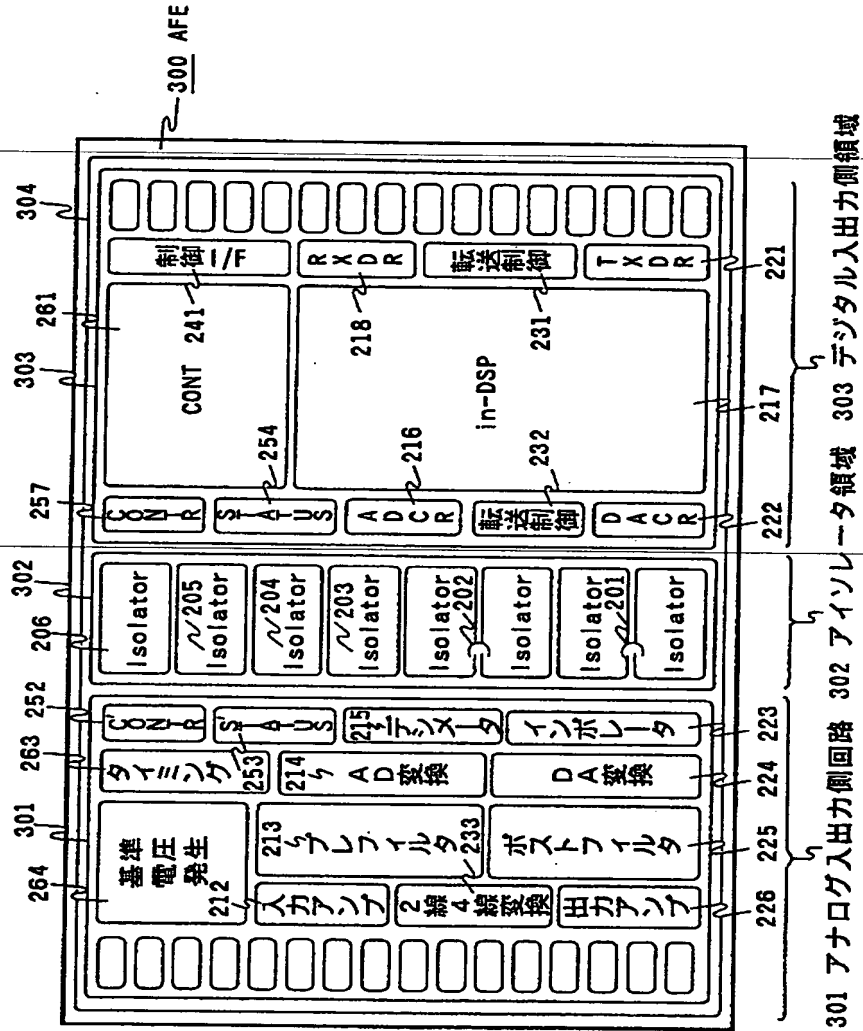 300 AFE
264
301
263
252
206
302
257
303
261
304
基準
電圧
発生
タイミング
CONTR
STATUS
253
212
入力アンプ
213
プレフィルタ
214
AD変換
215
デシメータ
233
2線4線変換
出力アンプ
ポストフィルタ
DA変換
インポレータ
226
225
224
223
Isolator
205
Isolator
204
Isolator
203
Isolator
Isolator
202
Isolator
Isolator
201
Isolator
CONTR
STATUS
254
ADCR
216
転送制御
232
DACR
222
CONT
in-DSP
217
制御I/F
241
RXDR
218
転送制御
231
TXDR
221
301 アナログ入出力側回路 302 アイソレータ領域 303 デジタル入出力側領域